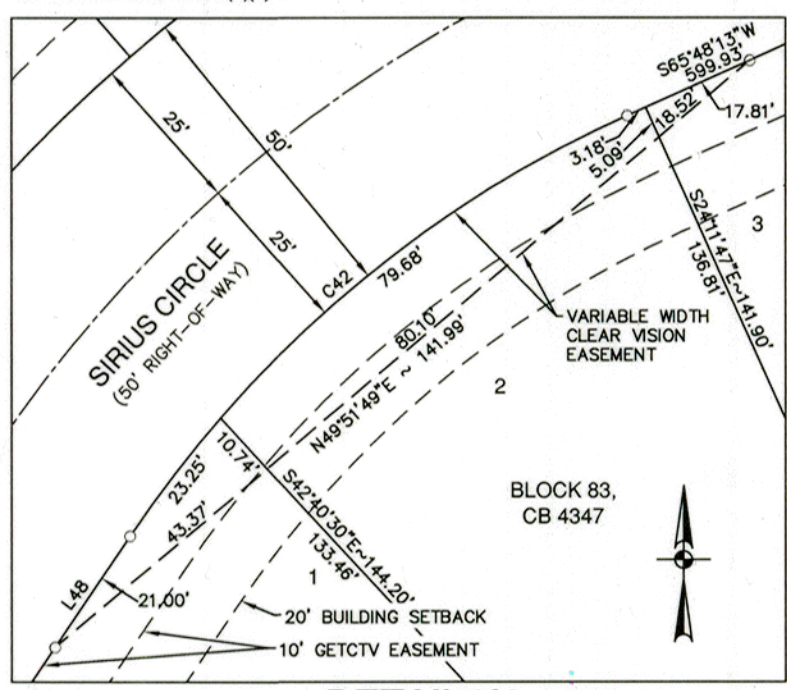 S65°48'13"W
599.93'
17.81'
18.52'
3.18'
5.09'
25'
50'
25'
S24°11'47"E~141.90'
136.81'
3
C42
79.68'
SIRIUS CIRCLE
(50' RIGHT-OF-WAY)
80.10'
N49°51'49"E ~ 141.99'
VARIABLE WIDTH
CLEAR VISION
EASEMENT
2
10.74'
23.25'
43.37'
S42°40'30"E~144.20'
133.46'
BLOCK 83,
CB 4347
1
L48
21.00'
20' BUILDING SETBACK
10' GETCTV EASEMENT